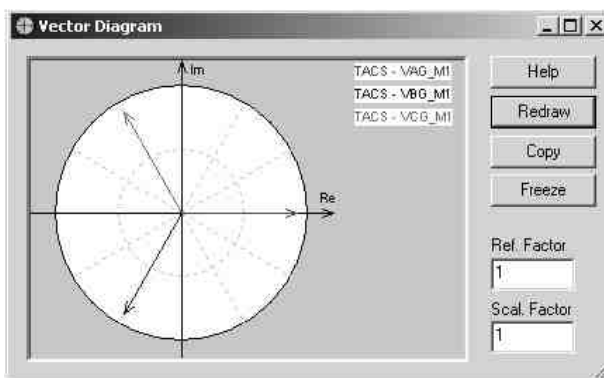 Vector Diagram
Im
Re
TACS - VAG_M1
TACS - VBG_M1
TACS - VCG_M1
Help
Redraw
Copy
Freeze
Ref. Factor
1
Scal. Factor
1